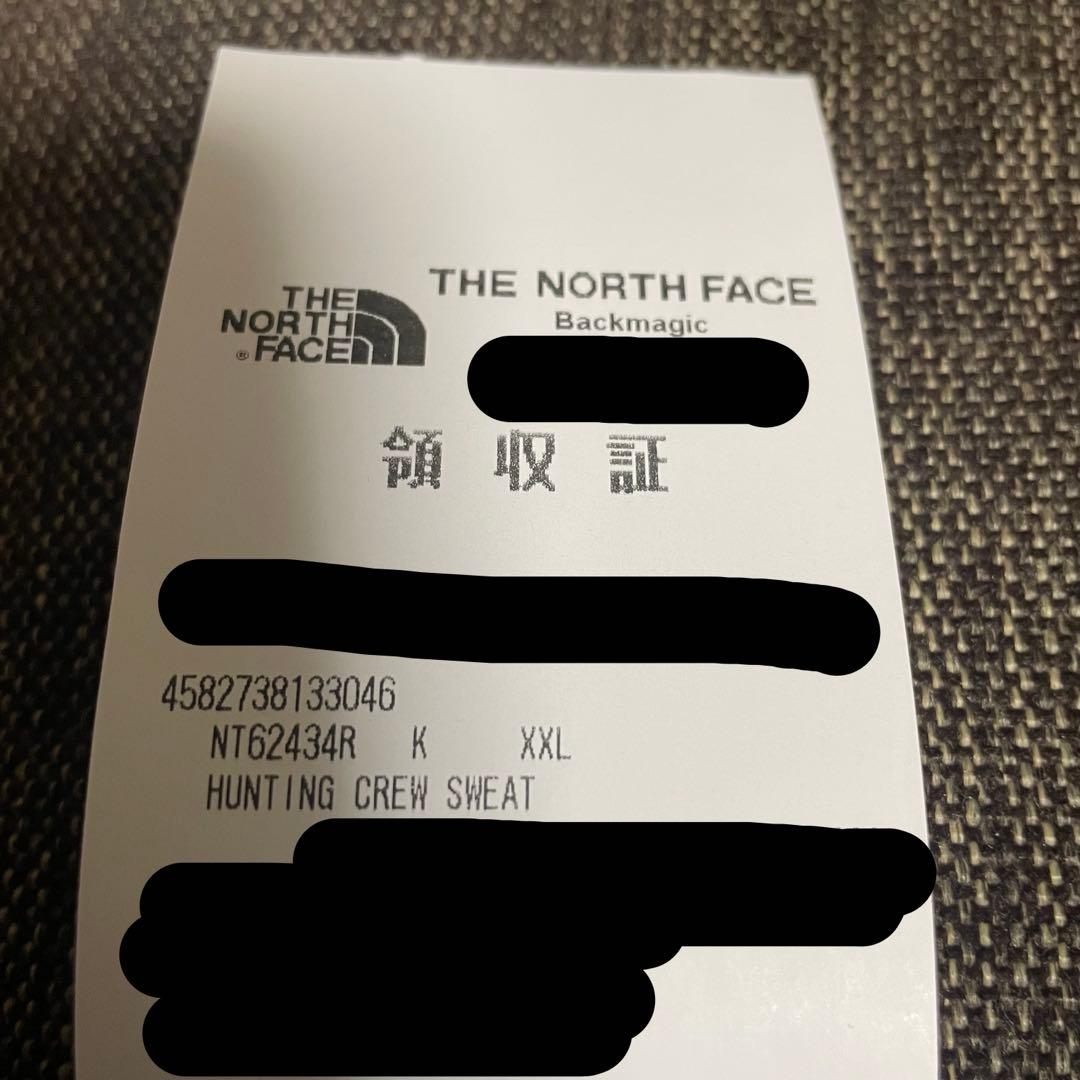 THE
NORTH
® FACE
THE NORTH FACE
Backmagic
領収証
4582738133046
NT62434R K XXL
HUNTING CREW SWEAT